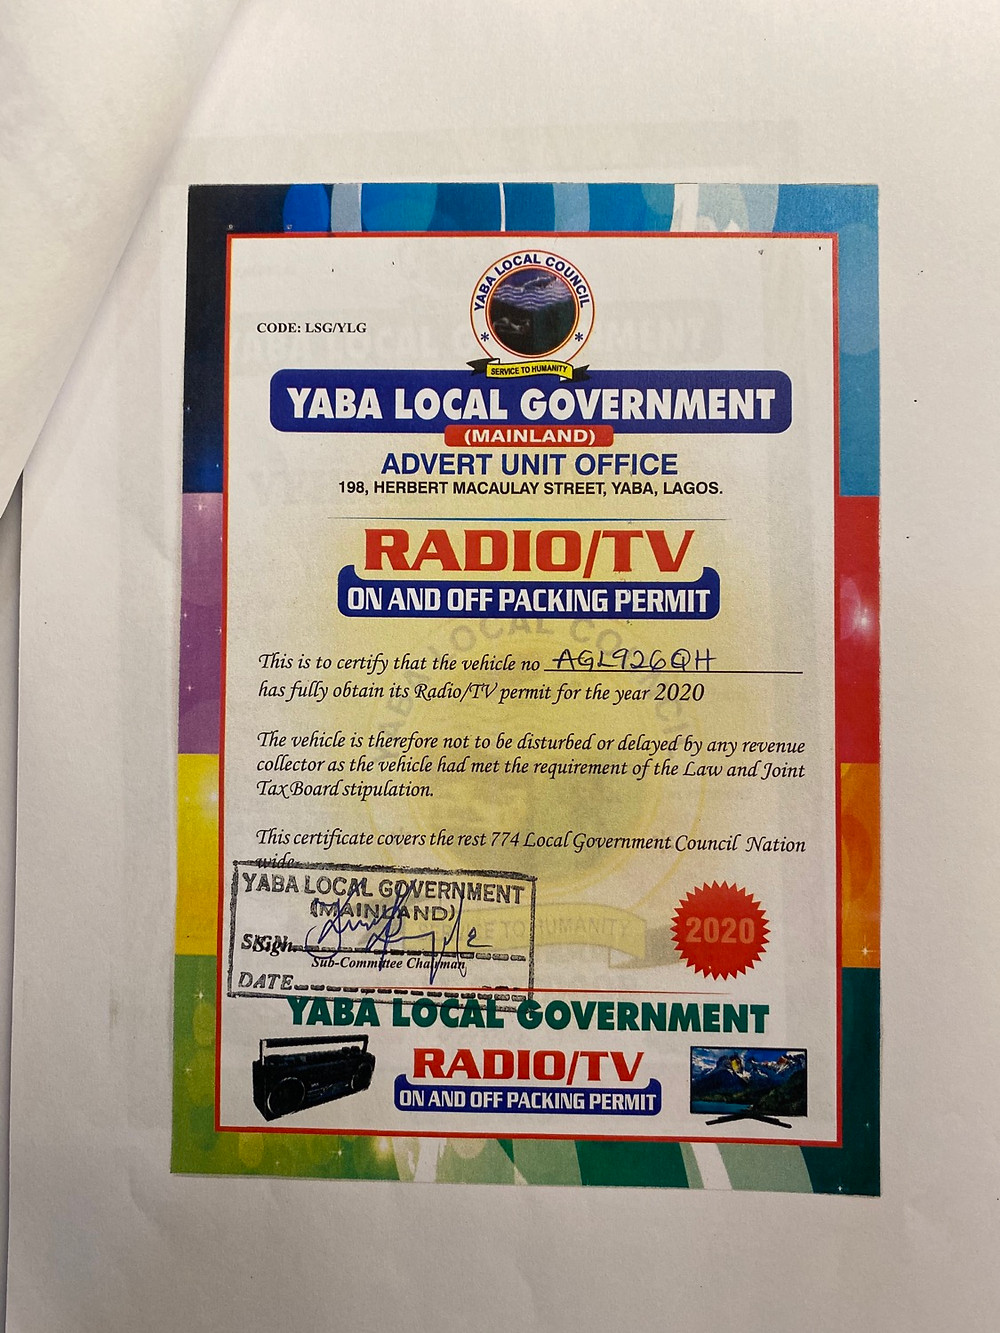 YABA LOCAL COUNCIL
SERVICE TO HUMANITY
CODE: LSG/YLG
YABA LOCAL GOVERNMENT
(MAINLAND)
ADVERT UNIT OFFICE
198, HERBERT MACAULAY STREET, YABA, LAGOS.
RADIO/TV
ON AND OFF PACKING PERMIT
This is to certify that the vehicle no AGL926QH
has fully obtain its Radio/TV permit for the year 2020
The vehicle is therefore not to be disturbed or delayed by any revenue
collector as the vehicle had met the requirement of the Law and Joint
Tax Board stipulation.
This certificate covers the rest 774 Local Government Council Nation
wide.
YABA LOCAL GOVERNMENT
(MAINLAND)
SIGN
Sign.
Sub-Committee Chairman
DATE
2020
YABA LOCAL GOVERNMENT
RADIO/TV
ON AND OFF PACKING PERMIT